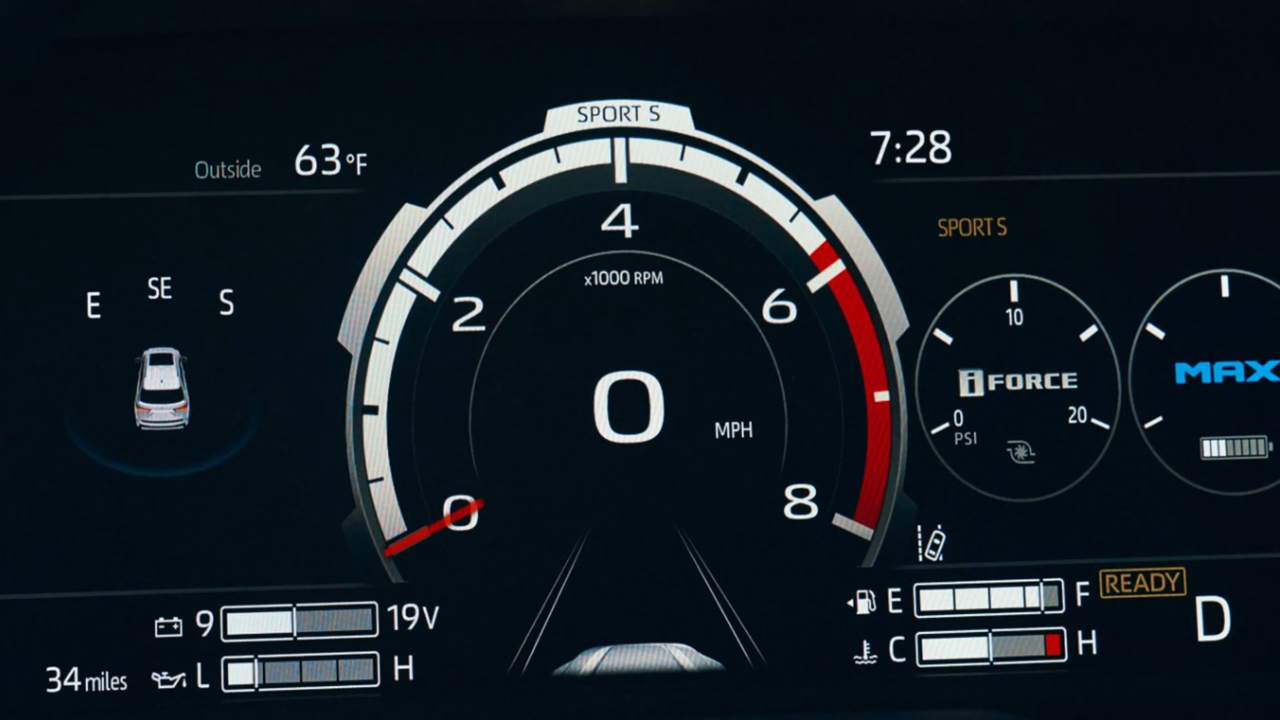 SPORT S
Outside 63°F
7:28
SPORT S
E SE S
4
x1000 RPM
2
6
0
MPH
0
8
10
iFORCE
0
PSI
20
MAX
9 19V
34 miles L H
E F READY
C H
D